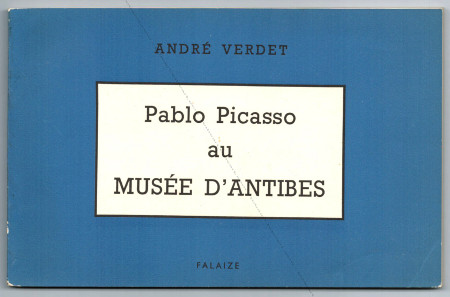 ANDRÉ VERDET
Pablo Picasso
au
MUSÉE D'ANTIBES
FALAIZE